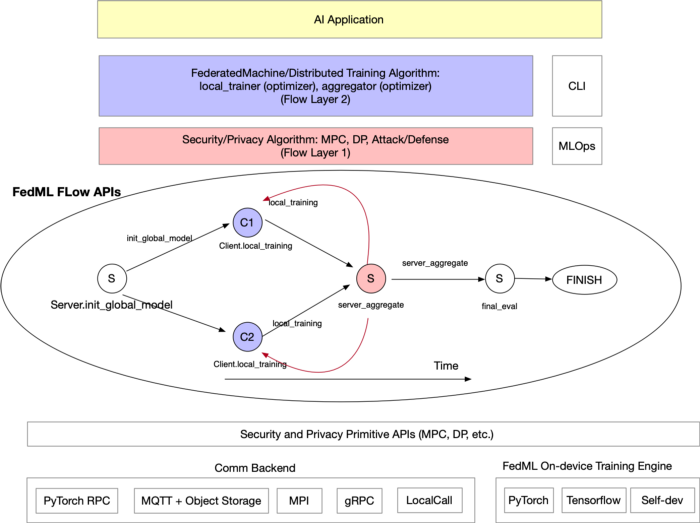 AI Application
FederatedMachine/Distributed Training Algorithm:
local_trainer (optimizer), aggregator (optimizer)
(Flow Layer 2)
CLI
Security/Privacy Algorithm: MPC, DP, Attack/Defense
(Flow Layer 1)
MLOps
FedML FLow APIs
local_training
C1
init_global_model
Client.local_training
server_aggregate
S
S
S
FINISH
Server.init_global_model
server_aggregate
final_eval
local_training
C2
Client.local_training
Time
Security and Privacy Primitive APIs (MPC, DP, etc.)
Comm Backend
PyTorch RPC
MQTT + Object Storage
MPI
gRPC
LocalCall
FedML On-device Training Engine
PyTorch
Tensorflow
Self-dev